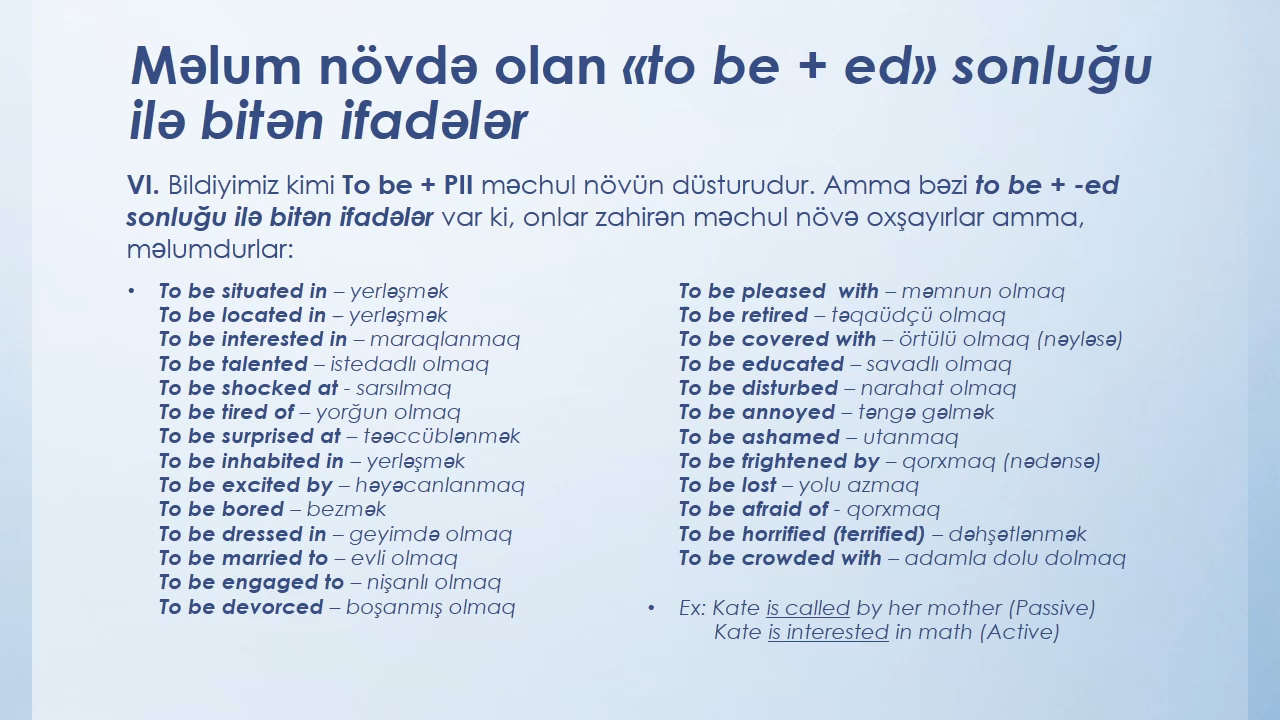 Məlum növdə olan «to be + ed» sonluğu
ilə bitən ifadələr
VI. Bildiyimiz kimi To be + PII məchul növün düsturudur. Amma bəzi to be + -ed
sonluğu ilə bitən ifadələr var ki, onlar zahirən məchul növə oxşayırlar amma,
məlumdurlar:
• To be situated in – yerləşmək
To be located in – yerləşmək
To be interested in – maraqlanmaq
To be talented – istedadlı olmaq
To be shocked at - sarsılmaq
To be tired of – yorğun olmaq
To be surprised at – təəccüblənmək
To be inhabited in – yerləşmək
To be excited by – həyəcanlanmaq
To be bored – bezmək
To be dressed in – geyimdə olmaq
To be married to – evli olmaq
To be engaged to – nişanlı olmaq
To be devorced – boşanmış olmaq
To be pleased  with – məmnun olmaq
To be retired – təqaüdçü olmaq
To be covered with – örtülü olmaq (nəyləsə)
To be educated – savadlı olmaq
To be disturbed – narahat olmaq
To be annoyed – təngə gəlmək
To be ashamed – utanmaq
To be frightened by – qorxmaq (nədənsə)
To be lost – yolu azmaq
To be afraid of - qorxmaq
To be horrified (terrified) – dəhşətlənmək
To be crowded with – adamla dolu dolmaq
• Ex: Kate is called by her mother (Passive)
Kate is interested in math (Active)